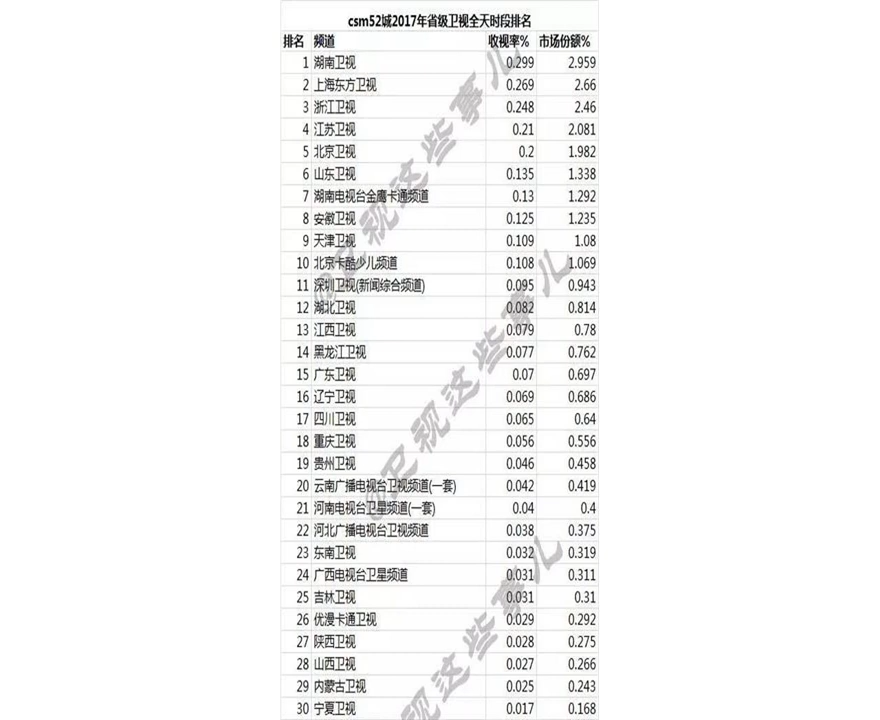 csm52城2017年省级卫视全天时段排名
排名 频道 收视率% 市场份额%
1 湖南卫视 0.299 2.959
2 上海东方卫视 0.269 2.66
3 浙江卫视 0.248 2.46
4 江苏卫视 0.21 2.081
5 北京卫视 0.2 1.982
6 山东卫视 0.135 1.338
7 湖南电视台金鹰卡通频道 0.13 1.292
8 安徽卫视 0.125 1.235
9 天津卫视 0.109 1.08
10 北京卡酷少儿频道 0.108 1.069
11 深圳卫视(新闻综合频道) 0.095 0.943
12 湖北卫视 0.082 0.814
13 江西卫视 0.079 0.78
14 黑龙江卫视 0.077 0.762
15 广东卫视 0.07 0.697
16 辽宁卫视 0.069 0.686
17 四川卫视 0.065 0.64
18 重庆卫视 0.056 0.556
19 贵州卫视 0.046 0.458
20 云南广播电视台卫视频道(一套) 0.042 0.419
21 河南电视台卫星频道(一套) 0.04 0.4
22 河北广播电视台卫视频道 0.038 0.375
23 东南卫视 0.032 0.319
24 广西电视台卫星频道 0.031 0.311
25 吉林卫视 0.031 0.31
26 优漫卡通卫视 0.029 0.292
27 陕西卫视 0.028 0.275
28 山西卫视 0.027 0.266
29 内蒙古卫视 0.025 0.243
30 宁夏卫视 0.017 0.168
@卫视这些事儿
@卫视这些事儿
卫视这些事儿